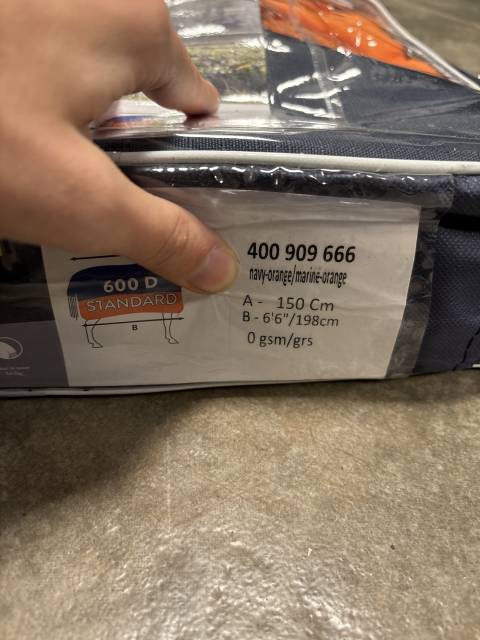 600 D
STANDARD
B
400 909 666
navy-orange/marine-orange
A - 150 Cm
B - 6'6"/198cm
0 gsm/grs